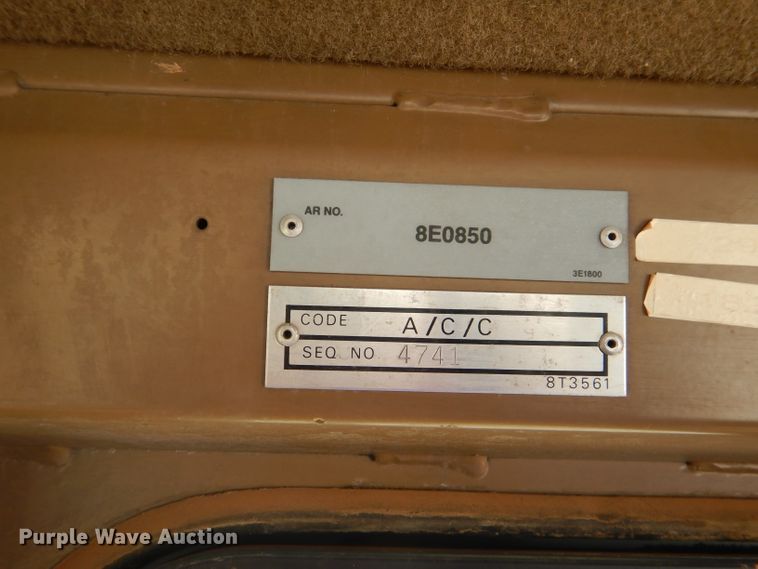 AR NO.
8E0850
3E1800
CODE A/C/C
SEQ NO 4741
8T3561
Purple Wave Auction